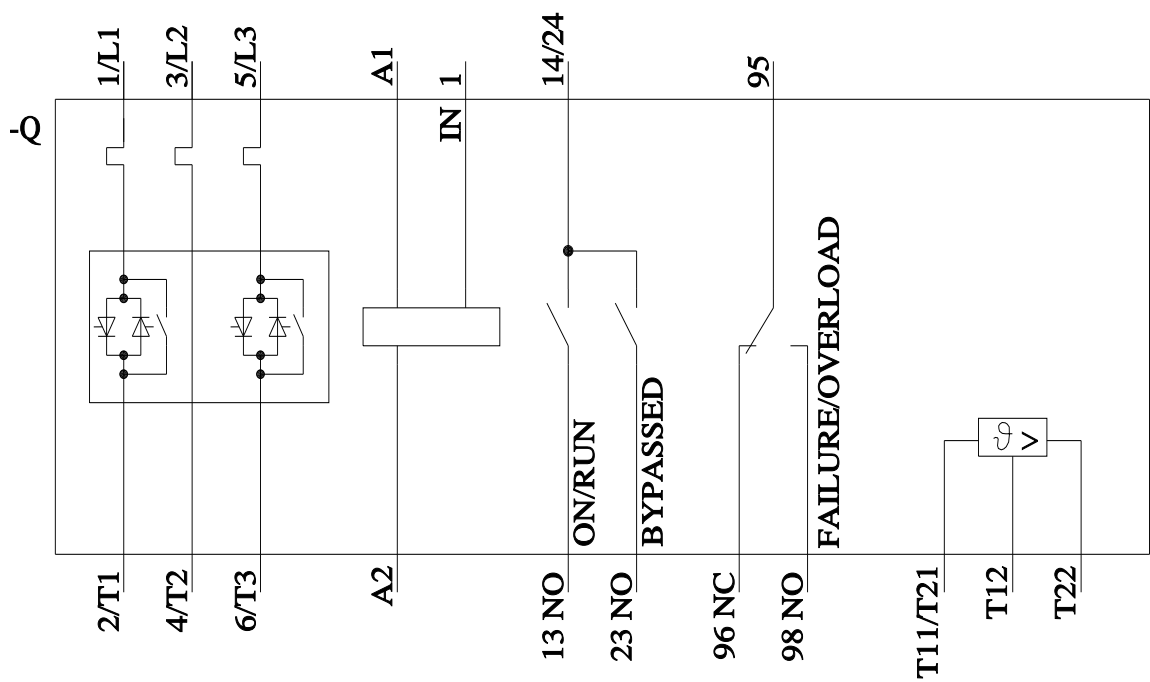 -Q
1/L1
3/L2
5/L3
A1
1
IN
14/24
95
ON/RUN
BYPASSED
FAILURE/OVERLOAD
ϑ >
2/T1
4/T2
6/T3
A2
13 NO
23 NO
96 NC
98 NO
T11/T21
T12
T22